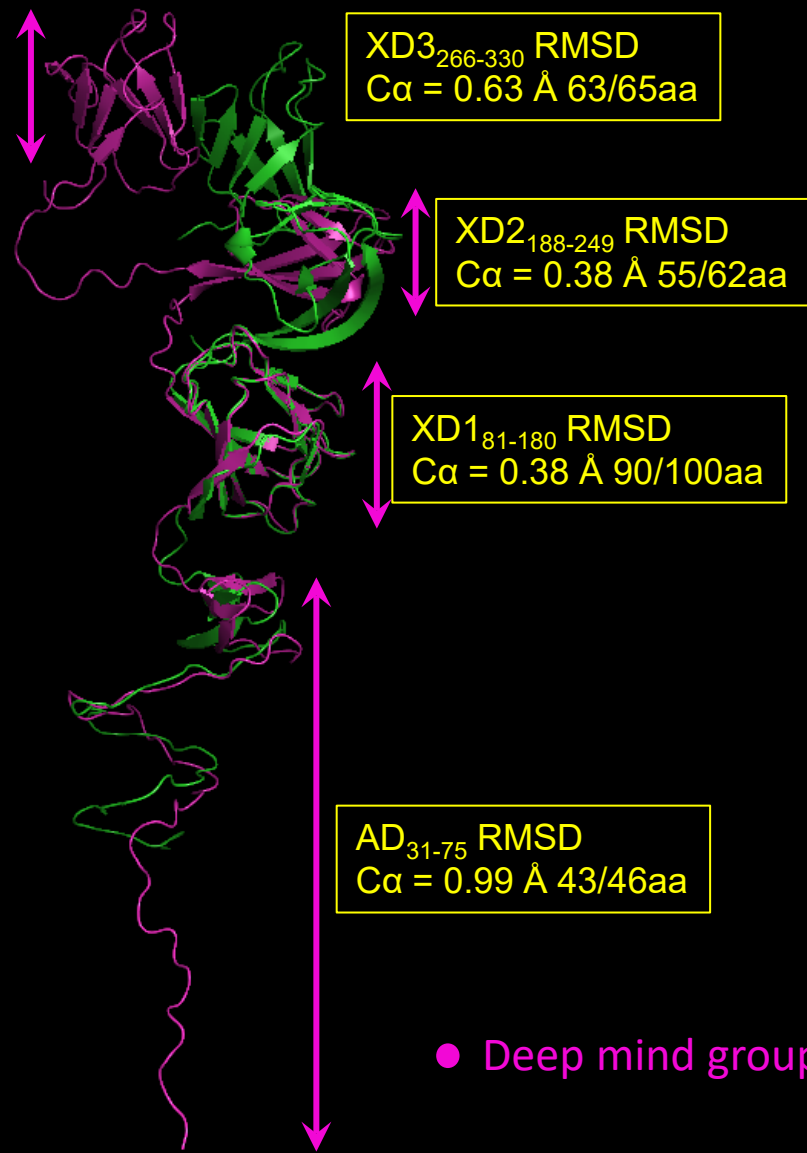 XD3₂₆₆₋₃₃₀ RMSD
Cα = 0.63 Å 63/65aa
XD2₁₈₈₋₂₄₉ RMSD
Cα = 0.38 Å 55/62aa
XD1₈₁₋₁₈₀ RMSD
Cα = 0.38 Å 90/100aa
AD₃₁₋₇₅ RMSD
Cα = 0.99 Å 43/46aa
● Deep mind group